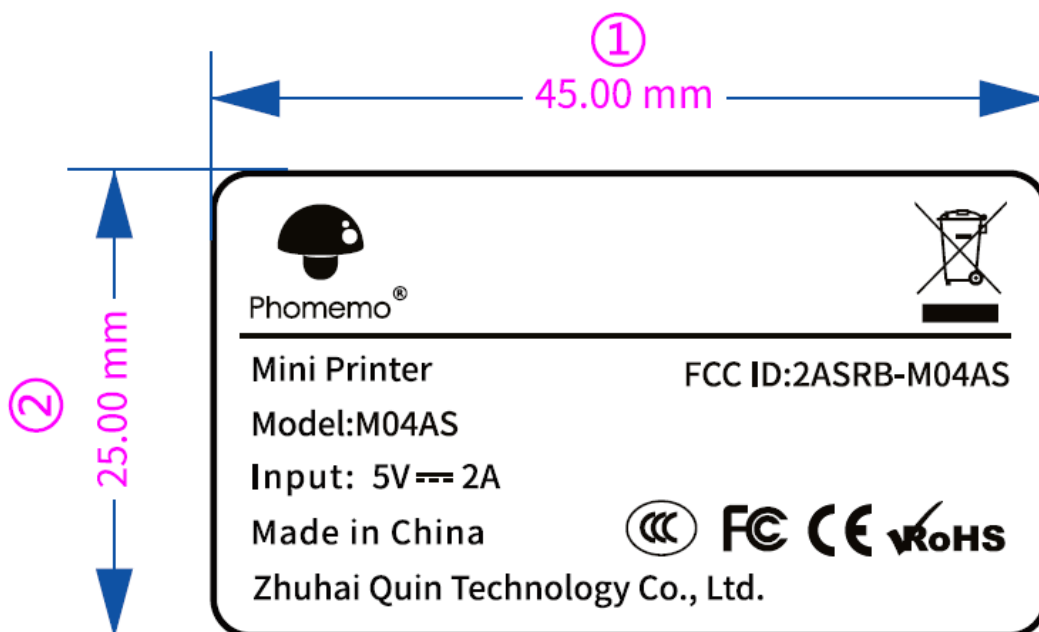 ①
45.00 mm
②
25.00 mm
Phomemo®
Mini Printer
FCC ID:2ASRB-M04AS
Model:M04AS
Input: 5V⎓2A
Made in China
CCC FC CE RoHS
Zhuhai Quin Technology Co., Ltd.